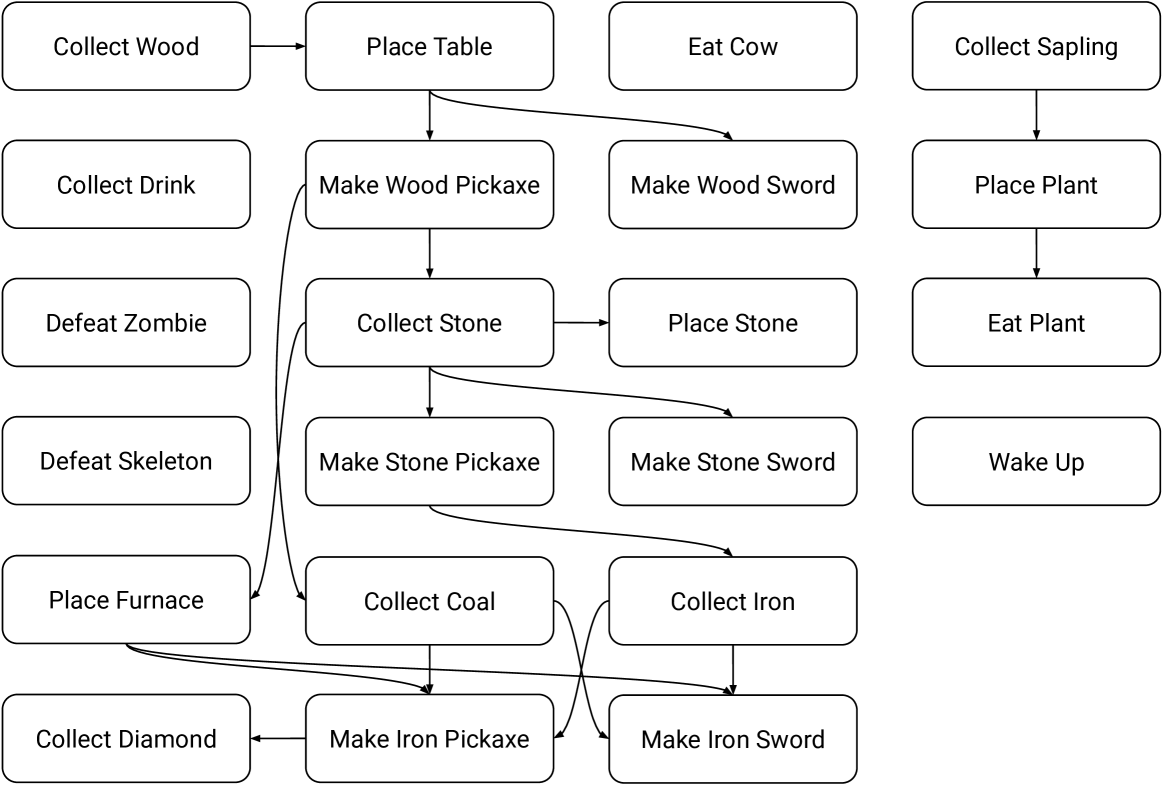 Collect Wood
Place Table
Eat Cow
Collect Sapling
Collect Drink
Make Wood Pickaxe
Make Wood Sword
Place Plant
Defeat Zombie
Collect Stone
Place Stone
Eat Plant
Defeat Skeleton
Make Stone Pickaxe
Make Stone Sword
Wake Up
Place Furnace
Collect Coal
Collect Iron
Collect Diamond
Make Iron Pickaxe
Make Iron Sword